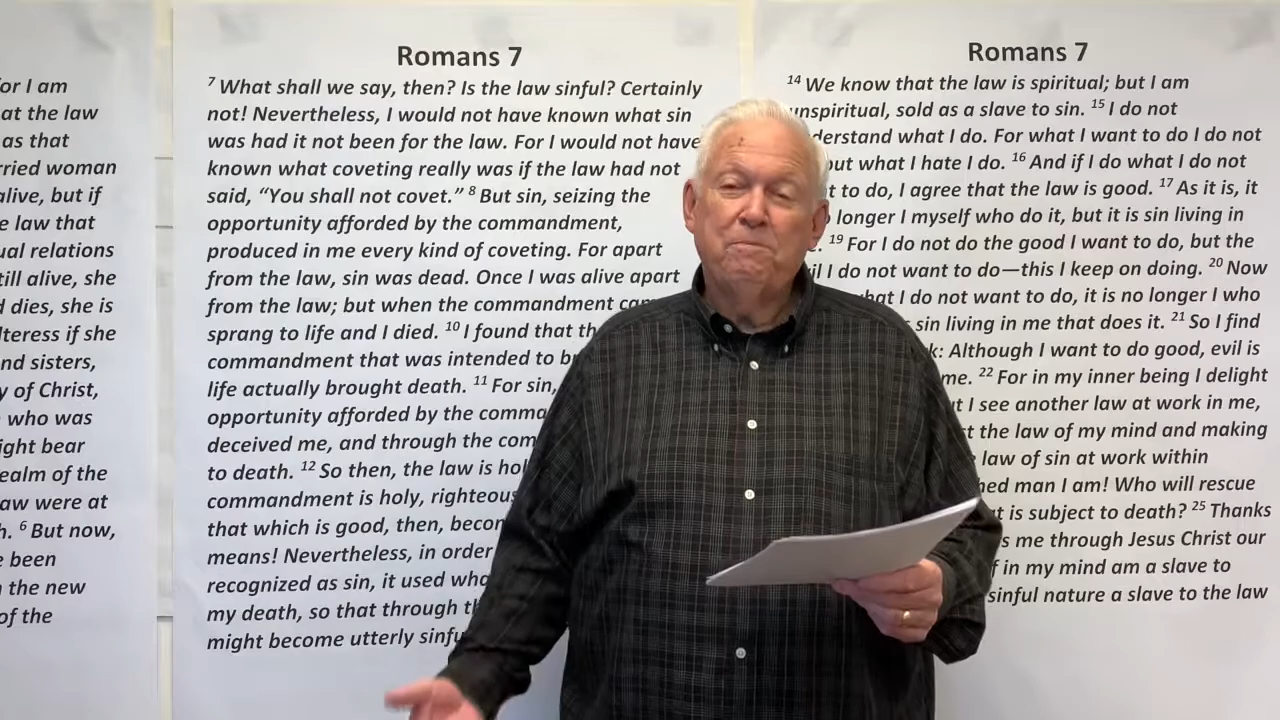 for I am
at the law
as that
rried woman
alive, but if
e law that
ual relations
till alive, she
d dies, she is
lteress if she
nd sisters,
y of Christ,
who was
ight bear
ealm of the
aw were at
h. 6 But now,
e been
n the new
of the
Romans 7
7 What shall we say, then? Is the law sinful? Certainly
not! Nevertheless, I would not have known what sin
was had it not been for the law. For I would not have
known what coveting really was if the law had not
said, “You shall not covet.” 8 But sin, seizing the
opportunity afforded by the commandment,
produced in me every kind of coveting. For apart
from the law, sin was dead. Once I was alive apart
from the law; but when the commandment
sprang to life and I died. 10 I found that
commandment that was intended to
life actually brought death. 11 For sin,
opportunity afforded by the
deceived me, and through the
to death. 12 So then, the law is
commandment is holy, righteous
that which is good, then,
means! Nevertheless, in order
recognized as sin, it used
my death, so that through
might become utterly
Romans 7
14 We know that the law is spiritual; but I am
unspiritual, sold as a slave to sin. 15 I do not
derstand what I do. For what I want to do I do not
but what I hate I do. 16 And if I do what I do not
t to do, I agree that the law is good. 17 As it is, it
longer I myself who do it, but it is sin living in
19 For I do not do the good I want to do, but the
il I do not want to do—this I keep on doing. 20 Now
hat I do not want to do, it is no longer I who
sin living in me that does it. 21 So I find
k: Although I want to do good, evil is
me. 22 For in my inner being I delight
t I see another law at work in me,
t the law of my mind and making
law of sin at work within
hed man I am! Who will rescue
t is subject to death? 25 Thanks
s me through Jesus Christ our
f in my mind am a slave to
sinful nature a slave to the law